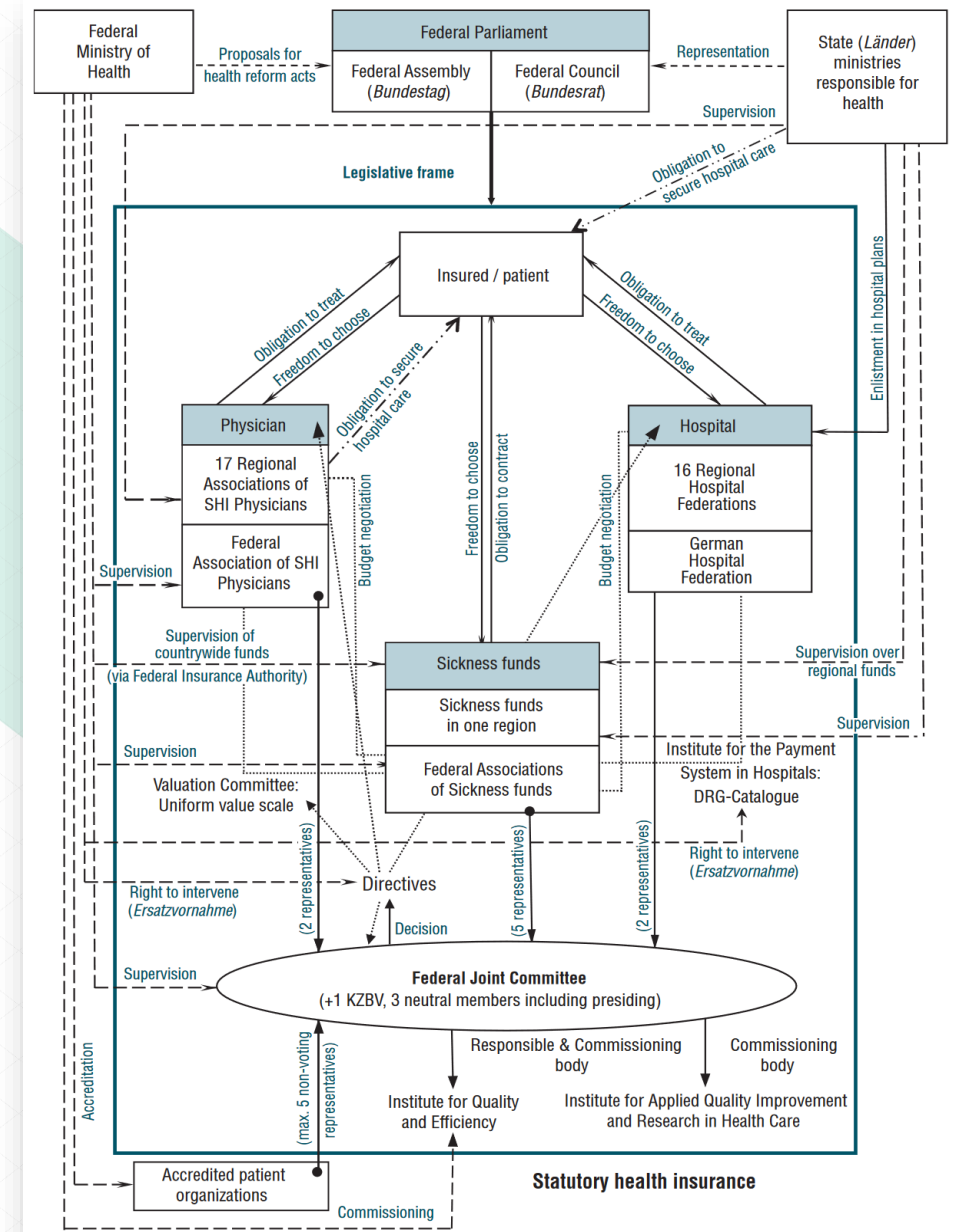 Federal
Ministry of
Health
Proposals for
health reform acts
Federal Parliament
Federal Assembly
(Bundestag)
Federal Council
(Bundesrat)
Representation
State (Länder)
ministries
responsible for
health
Supervision
Legislative frame
Obligation to
secure hospital care
Insured / patient
Enlistment in hospital plans
Obligation to treat
Freedom to choose
Obligation to secure
hospital care
Obligation to treat
Freedom to choose
Physician
17 Regional
Associations of
SHI Physicians
Federal
Association of SHI
Physicians
Budget negotiation
Freedom to choose
Obligation to contract
Budget negotiation
Hospital
16 Regional
Hospital
Federations
German
Hospital
Federation
Supervision
Supervision of
countrywide funds
(via Federal Insurance Authority)
Sickness funds
Sickness funds
in one region
Federal Associations
of Sickness funds
Supervision over
regional funds
Supervision
Supervision
Valuation Committee:
Uniform value scale
Institute for the Payment
System in Hospitals:
DRG-Catalogue
Right to intervene
(Ersatzvornahme)
Right to intervene
(Ersatzvornahme)
Directives
Decision
(2 representatives)
(5 representatives)
(2 representatives)
Supervision
Federal Joint Committee
(+1 KZBV, 3 neutral members including presiding)
Accreditation
(max. 5 non-voting
representatives)
Responsible & Commissioning
body
Commissioning
body
Institute for Quality
and Efficiency
Institute for Applied Quality Improvement
and Research in Health Care
Accredited patient
organizations
Statutory health insurance
Commissioning